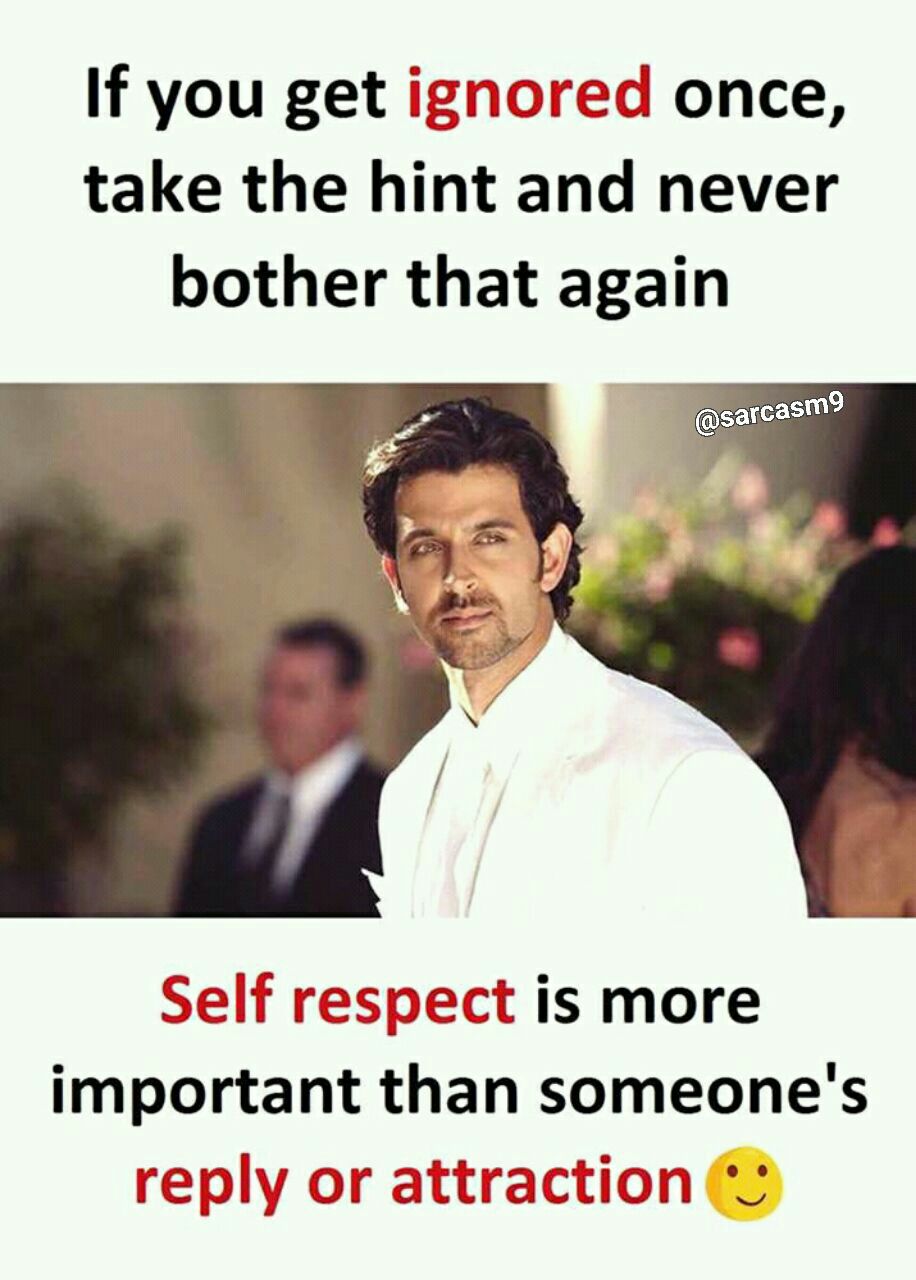 If you get ignored once,
take the hint and never
bother that again
@sarcasm9
Self respect is more
important than someone's
reply or attraction